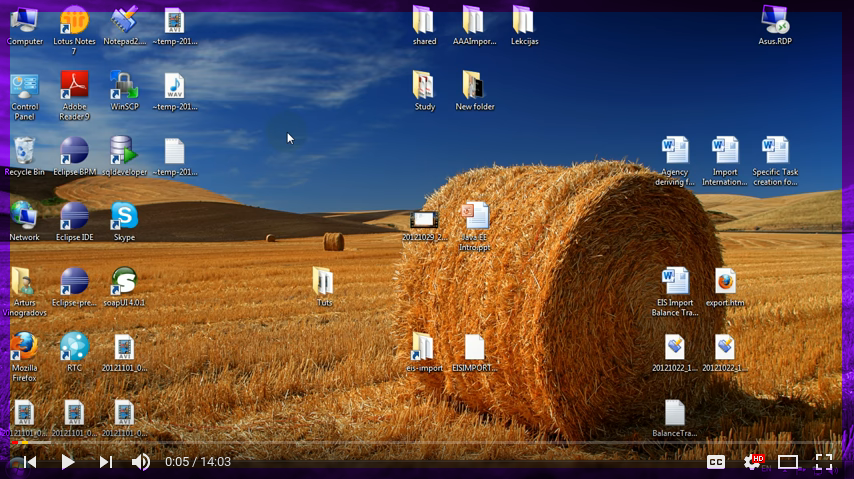 Computer
Lotus Notes
7
Notepad2....
~temp-201...
shared
AAAImpor...
Lekcijas
Asus.RDP
Control
Panel
Adobe
Reader 9
WinSCP
~temp-201...
Study
New folder
Recycle Bin
Eclipse BPM
sqldeveloper
~temp-201...
Agency
deriving f...
Import
Internation...
Specific Task
creation fo...
Network
Eclipse IDE
Skype
20121029_2...
Java EE
Intro.ppt
Arturs
Vinogradovs
Eclipse-pre...
soapUI 4.0.1
Tuts
EIS Import
Balance Tra...
export.htm
Mozilla
Firefox
RTC
20121101_0...
eis-import
EISIMPORT...
20121022_1...
20121022_1...
20121101_0...
20121101_0...
20121101_0...
BalanceTra...
0:05 / 14:03
CC
HD